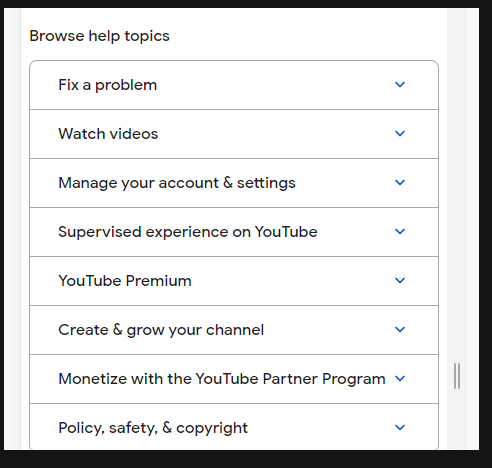 Browse help topics
Fix a problem
Watch videos
Manage your account & settings
Supervised experience on YouTube
YouTube Premium
Create & grow your channel
Monetize with the YouTube Partner Program
Policy, safety, & copyright